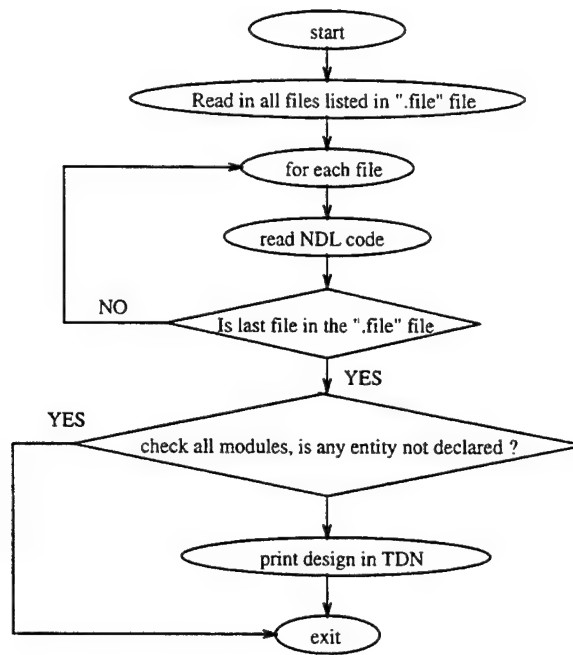 start
Read in all files listed in ".file" file
for each file
read NDL code
NO
Is last file in the ".file" file
YES
YES
check all modules, is any entity not declared ?
print design in TDN
exit